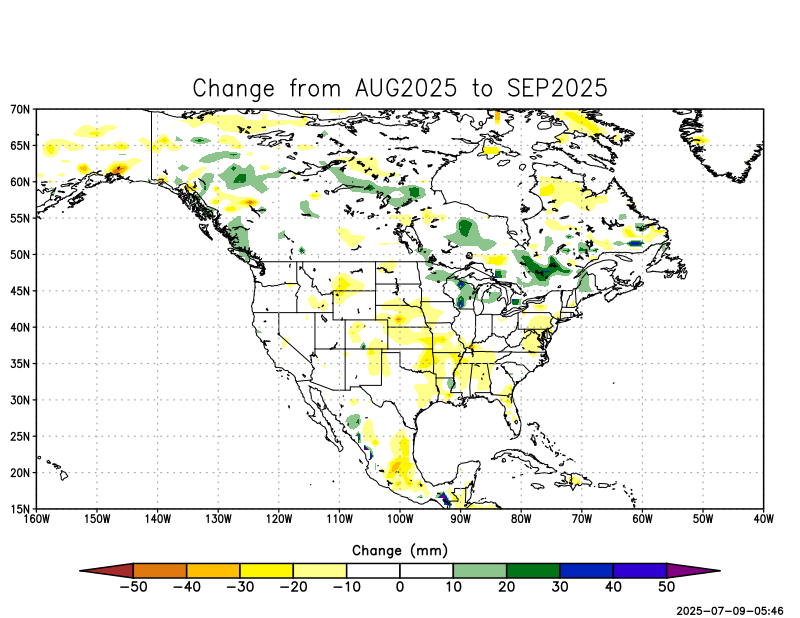 Change from AUG2025 to SEP2025
70N
65N
60N
55N
50N
45N
40N
35N
30N
25N
20N
15N
160W 150W 140W 130W 120W 110W 100W 90W 80W 70W 60W 50W 40W
Change (mm)
−50 −40 −30 −20 −10 0 10 20 30 40 50
2025-07-09-05:46